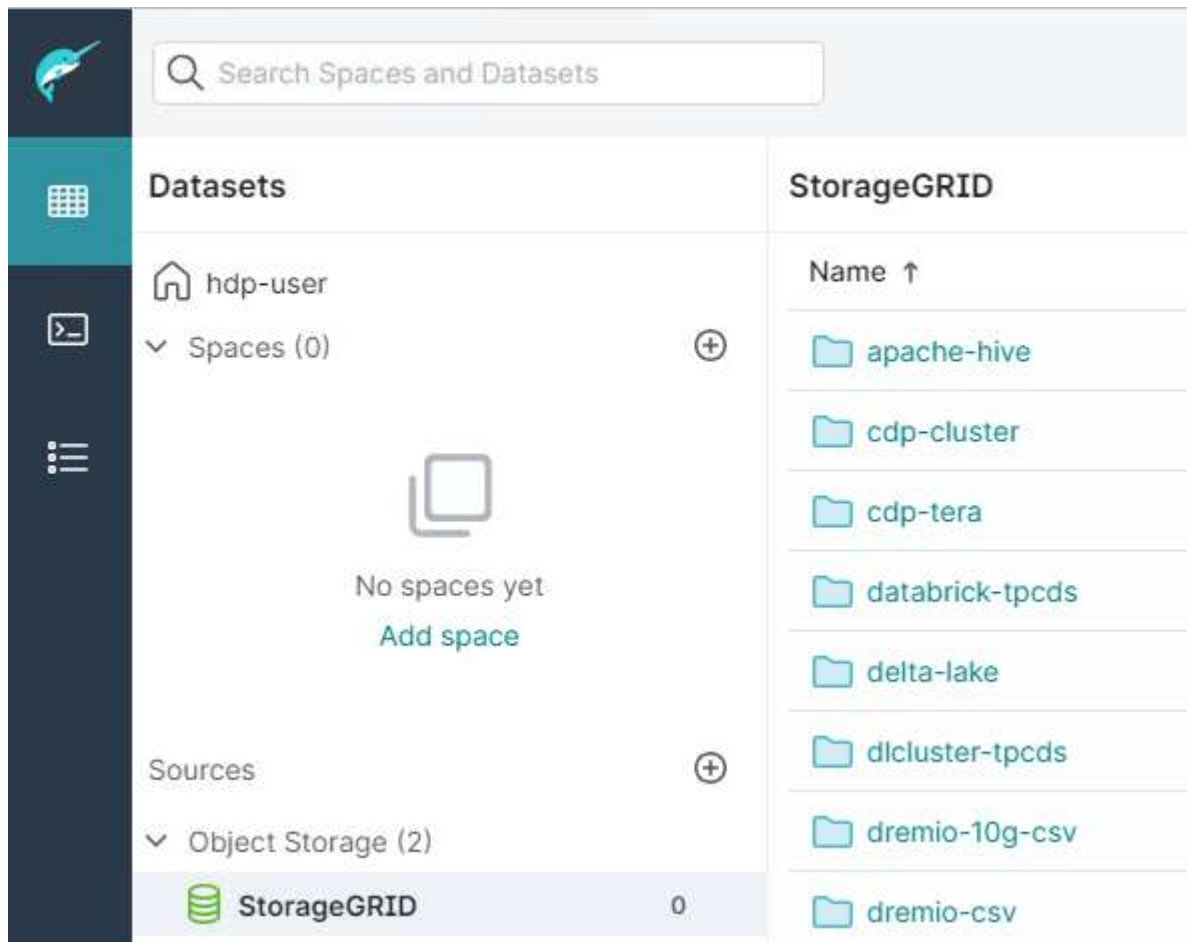 Search Spaces and Datasets
Datasets
hdp-user
Spaces (0)
No spaces yet
Add space
Sources
Object Storage (2)
StorageGRID 0
StorageGRID
Name ↑
apache-hive
cdp-cluster
cdp-tera
databrick-tpcds
delta-lake
dlcluster-tpcds
dremio-10g-csv
dremio-csv